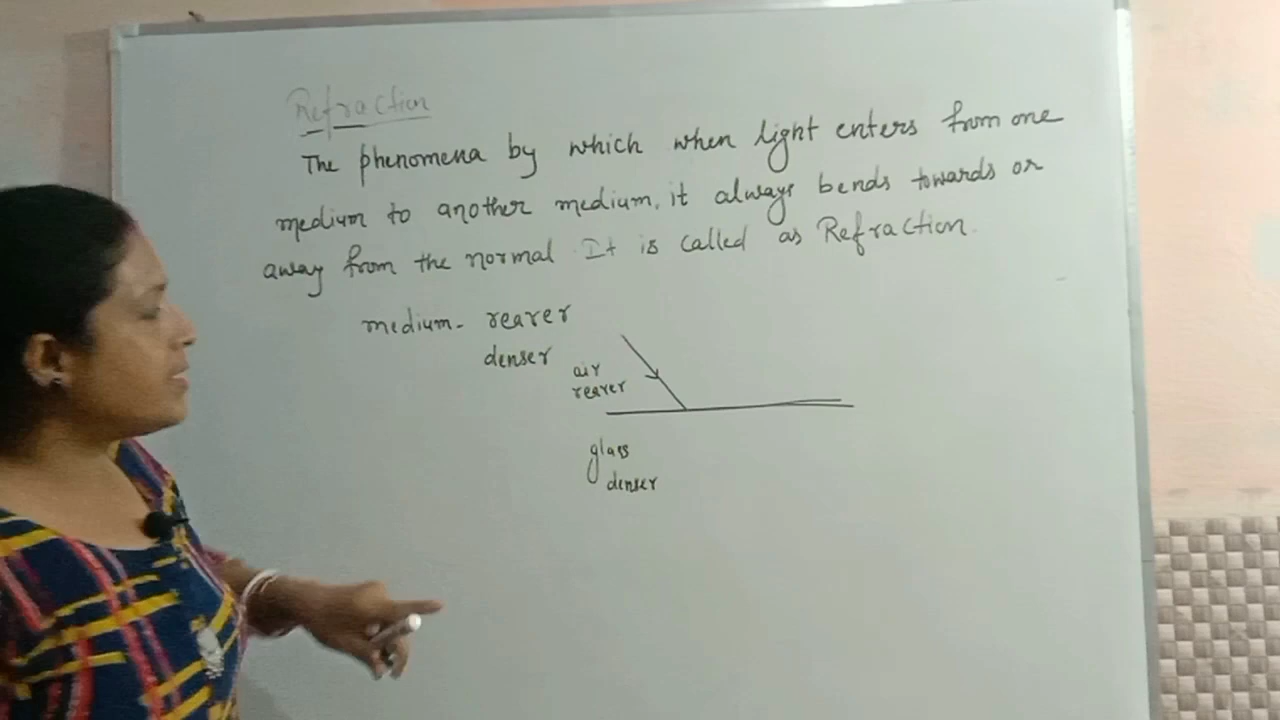 Refraction
The phenomena by which when light enters from one
medium to another medium, it always bends towards or
away from the normal. It is called as Refraction.
medium - rearer
denser
air
rearer
glass
denser